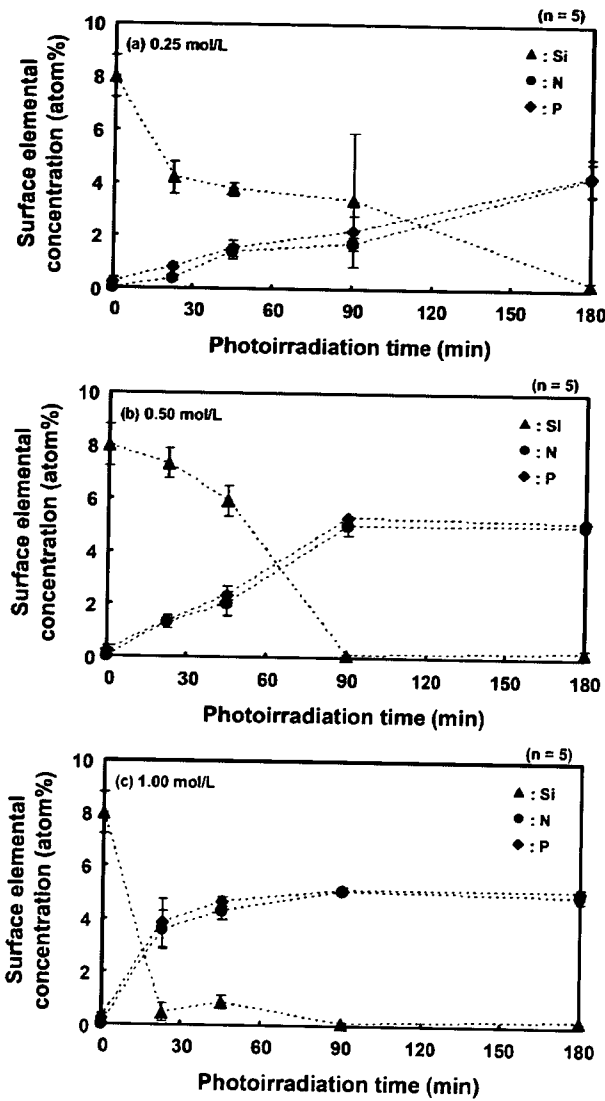 (n = 5)
(a) 0.25 mol/L
▲ : Si
● : N
◆ : P
Surface elemental
concentration (atom%)
10
8
6
4
2
0
0 30 60 90 120 150 180
Photoirradiation time (min)
(n = 5)
(b) 0.50 mol/L
▲ : SI
● : N
◆ : P
Surface elemental
concentration (atom%)
10
8
6
4
2
0
0 30 60 90 120 150 180
Photoirradiation time (min)
(n = 5)
(c) 1.00 mol/L
▲ : Si
● : N
◆ : P
Surface elemental
concentration (atom%)
10
8
6
4
2
0
0 30 60 90 120 150 180
Photoirradiation time (min)